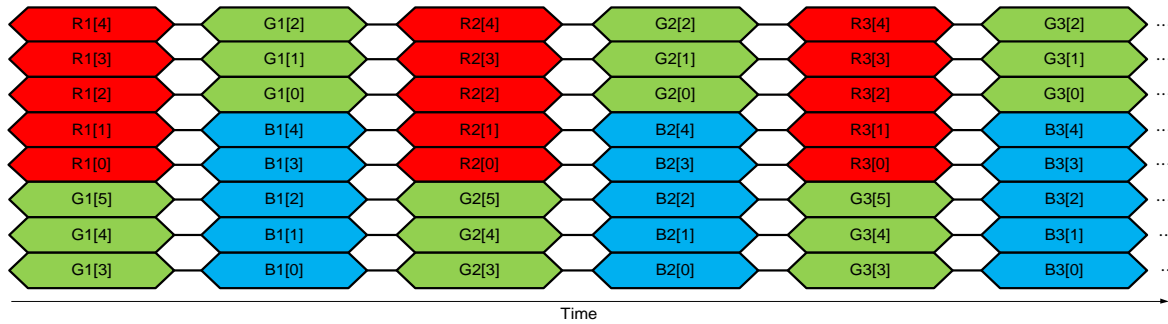 R1[4] G1[2] R2[4] G2[2] R3[4] G3[2] ...
R1[3] G1[1] R2[3] G2[1] R3[3] G3[1] ...
R1[2] G1[0] R2[2] G2[0] R3[2] G3[0] ...
R1[1] B1[4] R2[1] B2[4] R3[1] B3[4] ...
R1[0] B1[3] R2[0] B2[3] R3[0] B3[3] ...
G1[5] B1[2] G2[5] B2[2] G3[5] B3[2] ...
G1[4] B1[1] G2[4] B2[1] G3[4] B3[1] ...
G1[3] B1[0] G2[3] B2[0] G3[3] B3[0] ...
Time